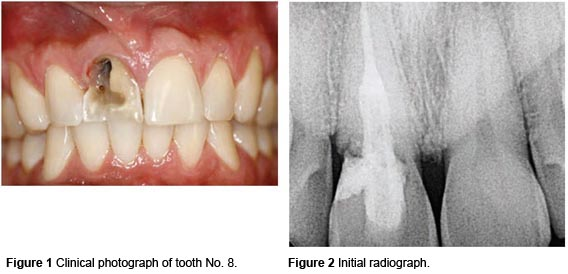 Figure 1 Clinical photograph of tooth No. 8.
Figure 2 Initial radiograph.